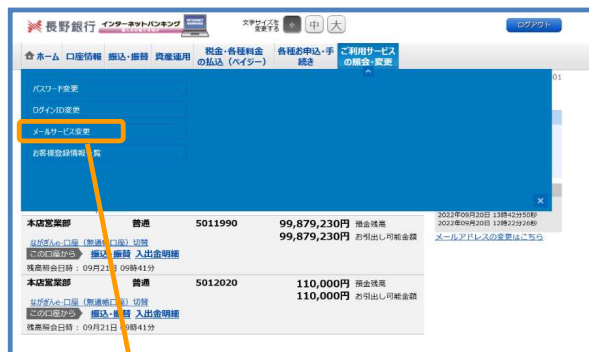 長野銀行 インターネットバンキング
文字サイズを
変更する 小 中 大
ログアウト
ホーム 口座情報 振込・振替 資産運用 税金・各種料金の払込（ペイジー） 各種お申込・手続き ご利用サービスの照会・変更
パスワード変更
ログインID変更
メールサービス変更
お客様登録情報一覧
01
×
2022年09月20日 13時42分50秒
2022年09月20日 12時22分26秒
メールアドレスの変更はこちら
本店営業部 普通 5011990 99,879,230円 預金残高
99,879,230円 お引出し可能金額
ながぎんe-口座（無通帳口座）切替
この口座から 振込・振替 入出金明細
残高照会日時： 09月21日 09時41分
本店営業部 普通 5012020 110,000円 預金残高
110,000円 お引出し可能金額
ながぎんe-口座（無通帳口座）切替
この口座から 振込・振替 入出金明細
残高照会日時： 09月21日 09時41分